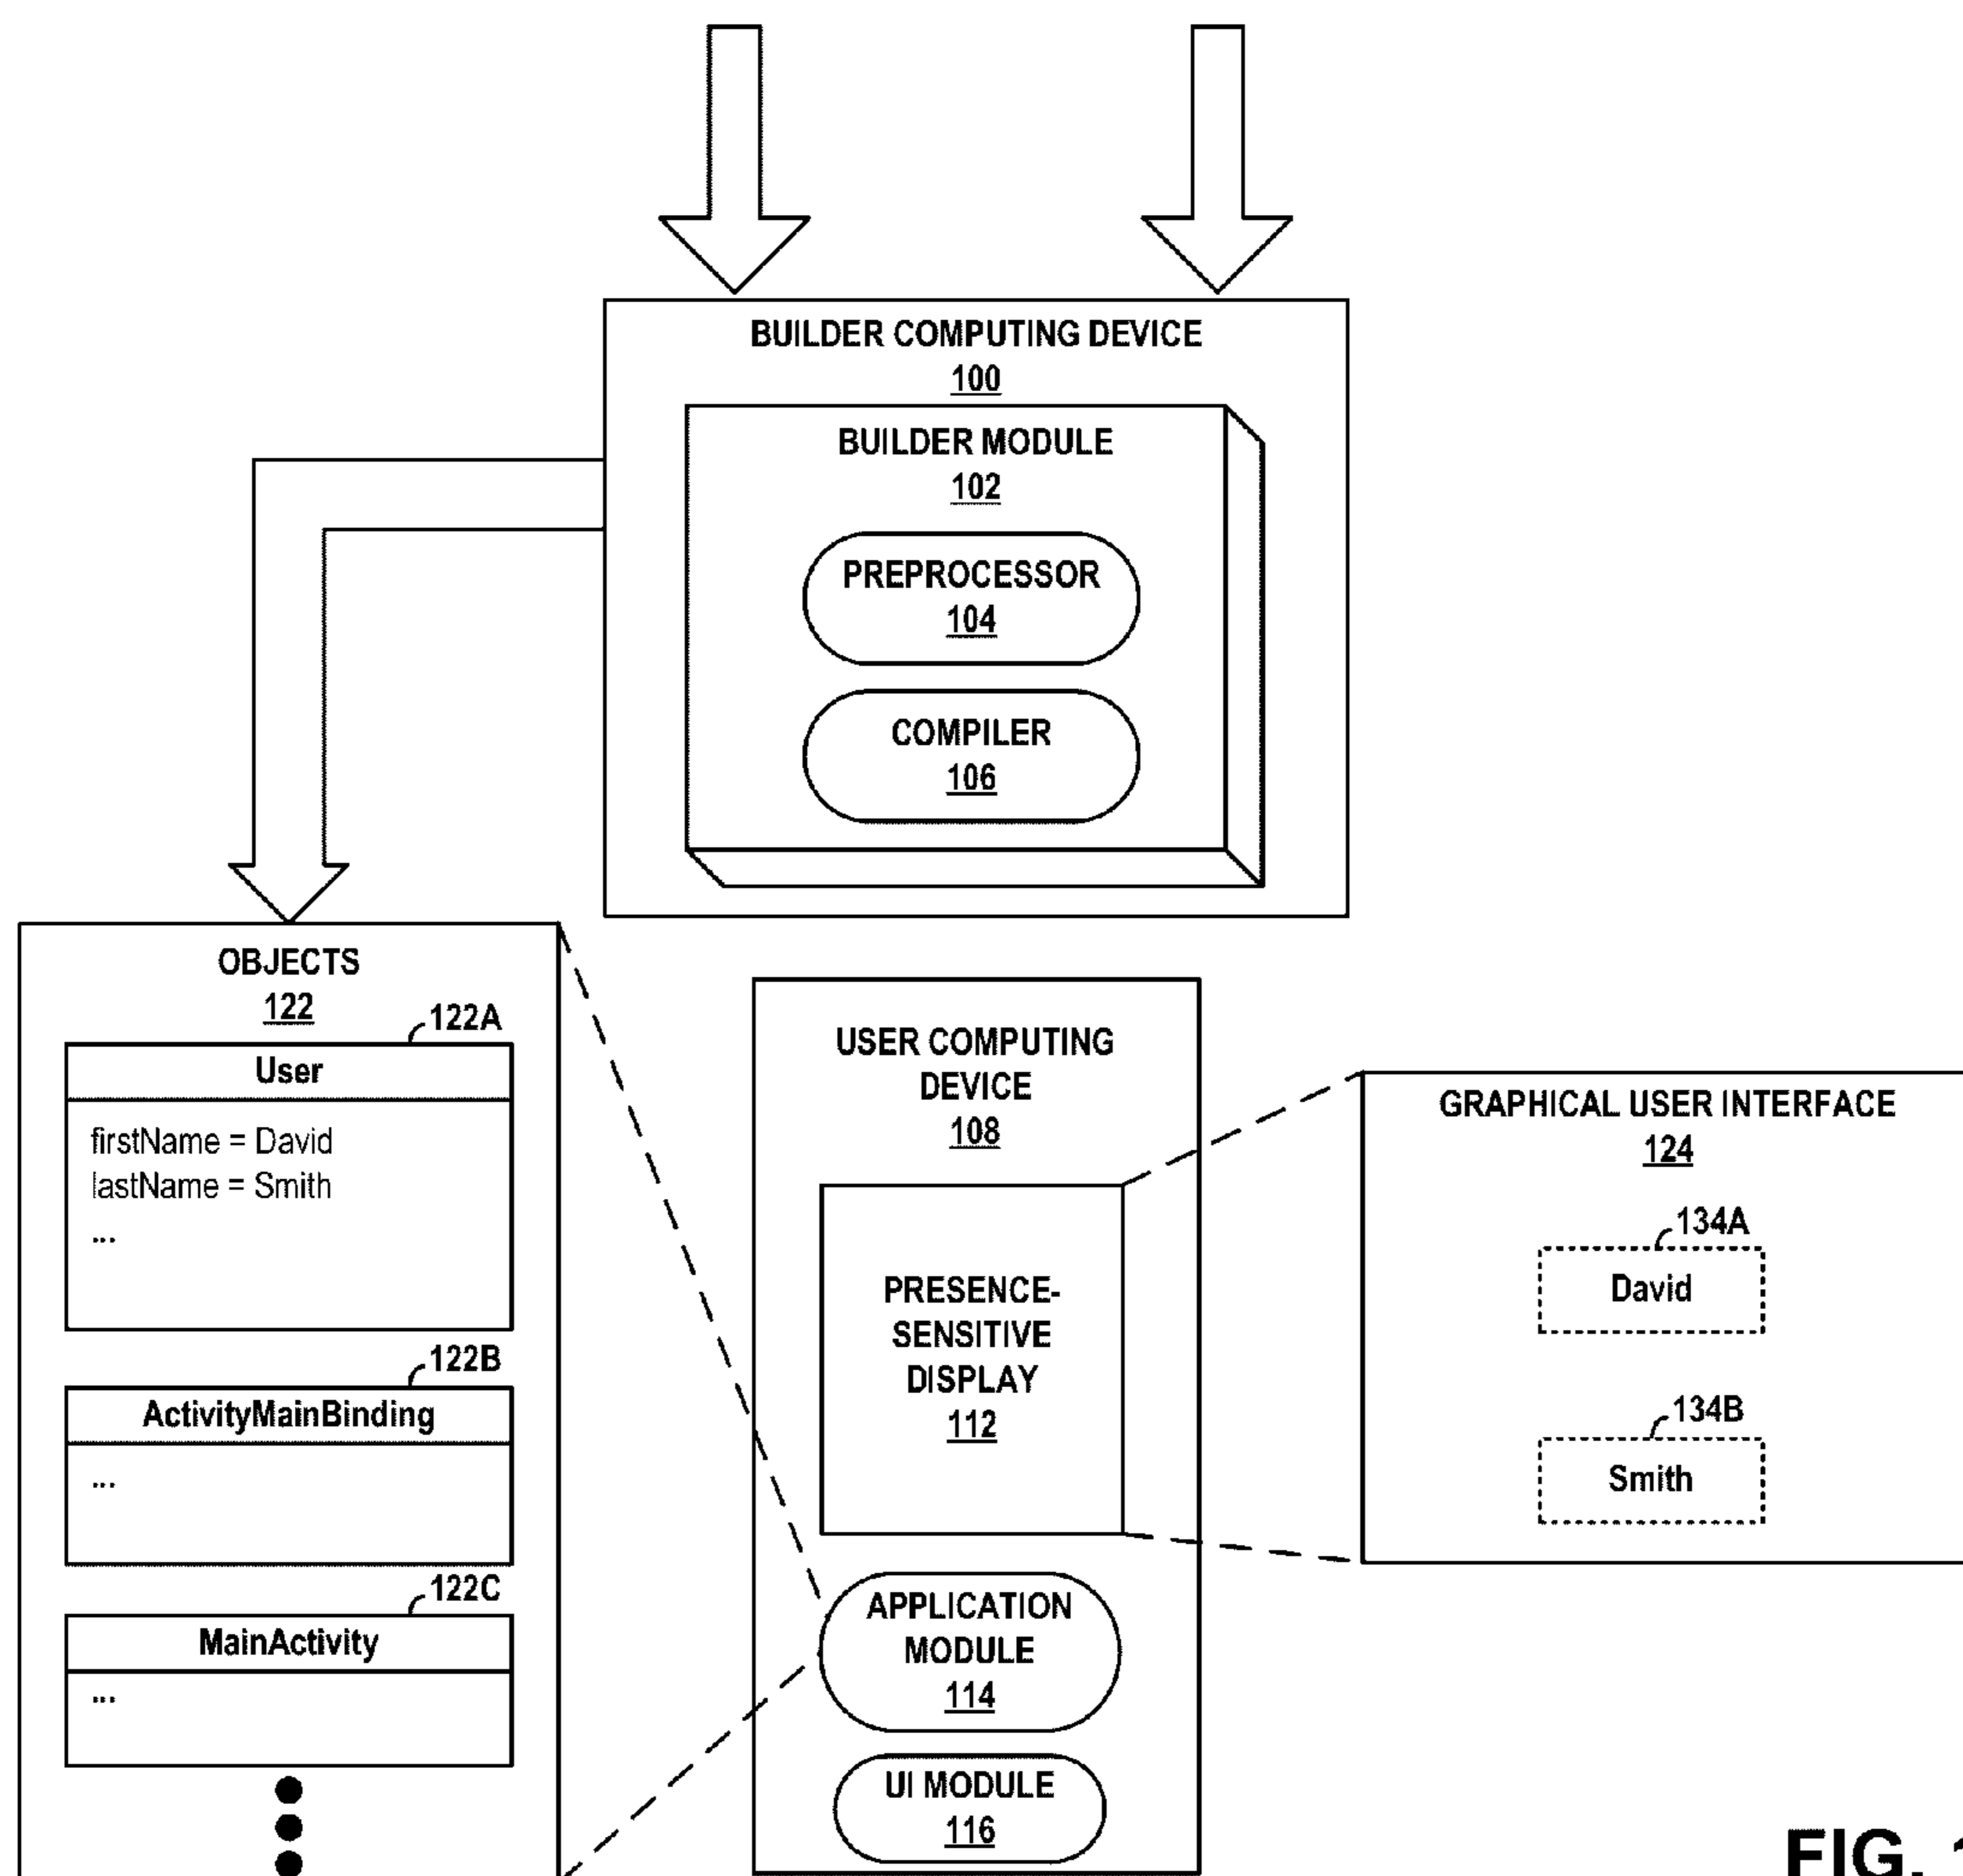 BUILDER COMPUTING DEVICE
100
BUILDER MODULE
102
PREPROCESSOR
104
COMPILER
106
OBJECTS
122
122A
User
firstName = David
lastName = Smith
...
122B
ActivityMainBinding
...
122C
MainActivity
...
USER COMPUTING
DEVICE
108
PRESENCE-
SENSITIVE
DISPLAY
112
APPLICATION
MODULE
114
UI MODULE
116
GRAPHICAL USER INTERFACE
124
134A
David
134B
Smith
FIG. 1